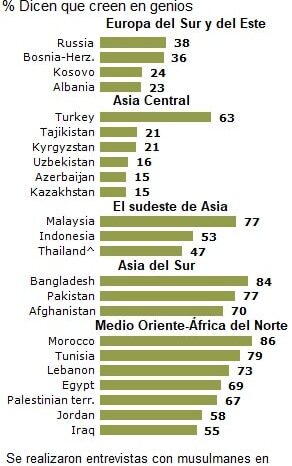 % Dicen que creen en genios
Europa del Sur y del Este
Russia 38
Bosnia-Herz. 36
Kosovo 24
Albania 23
Asia Central
Turkey 63
Tajikistan 21
Kyrgyzstan 21
Uzbekistan 16
Azerbaijan 15
Kazakhstan 15
El sudeste de Asia
Malaysia 77
Indonesia 53
Thailand^ 47
Asia del Sur
Bangladesh 84
Pakistan 77
Afghanistan 70
Medio Oriente-África del Norte
Morocco 86
Tunisia 79
Lebanon 73
Egypt 69
Palestinian terr. 67
Jordan 58
Iraq 55
Se realizaron entrevistas con musulmanes en